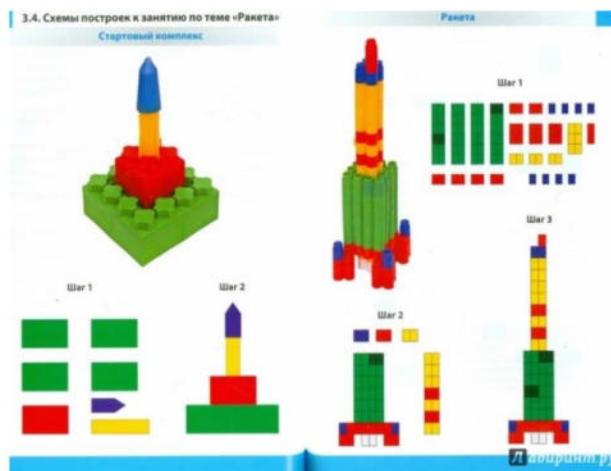 3.4. Схемы построек к занятию по теме «Ракета»
Стартовый комплекс
Шаг 1
Шаг 2
Ракета
Шаг 1
Шаг 3
Шаг 2
Лабиринт.ру